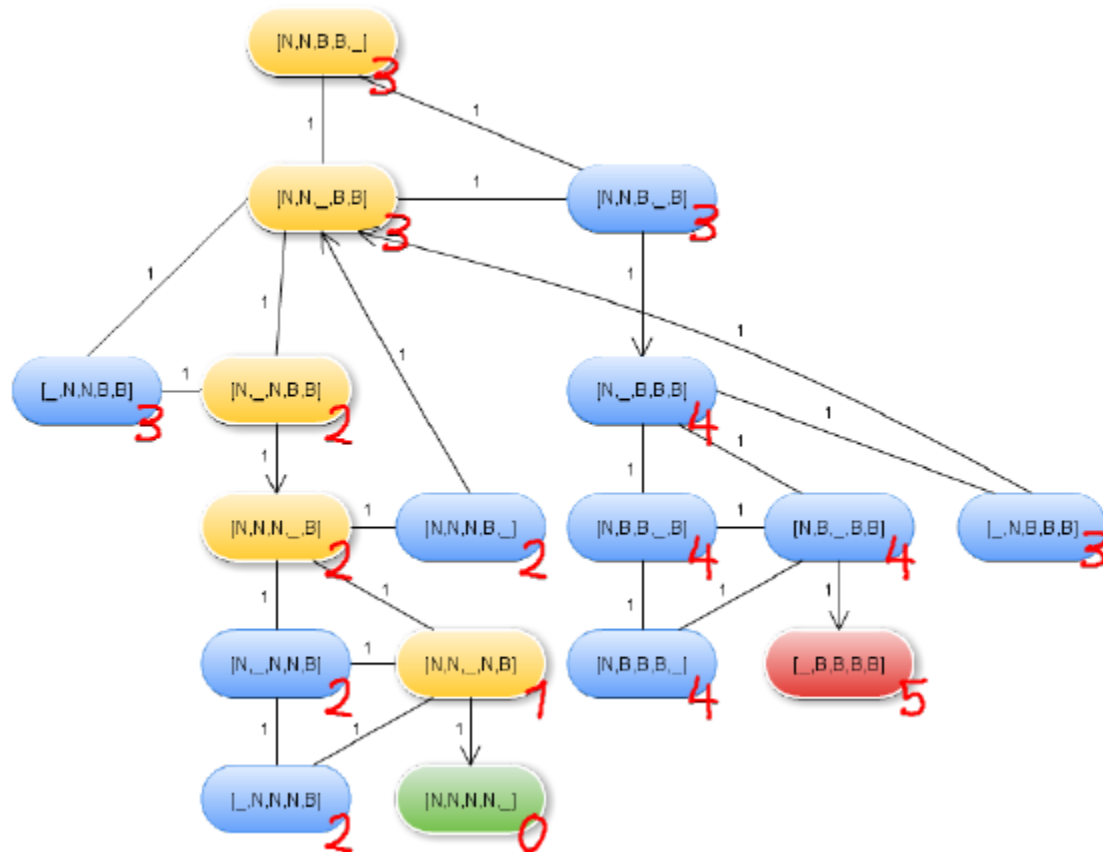 [N,N,B,B,_]
3
1
1
[N,N,_,B,B]
3
1
[N,N,B,_,B]
3
1
1
1
1
1
1
[_,N,N,B,B]
3
1
[N,_,N,B,B]
2
[N,_,B,B,B]
4
1
1
1
1
[N,N,N,_,B]
2
1
[N,N,N,B,_]
2
[N,B,B,_,B]
4
1
[N,B,_,B,B]
4
[_,N,B,B,B]
3
1
1
1
1
1
[N,_,N,N,B]
2
1
[N,N,_,N,B]
1
[N,B,B,B,_]
4
[_,B,B,B,B]
5
1
1
1
[_,N,N,N,B]
2
[N,N,N,N,_]
0